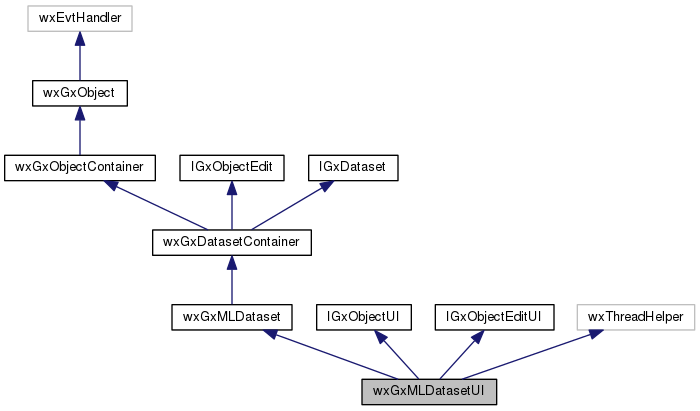 wxEvtHandler
wxGxObject
wxGxObjectContainer
IGxObjectEdit
IGxDataset
wxGxDatasetContainer
wxGxMLDataset
IGxObjectUI
IGxObjectEditUI
wxThreadHelper
wxGxMLDatasetUI